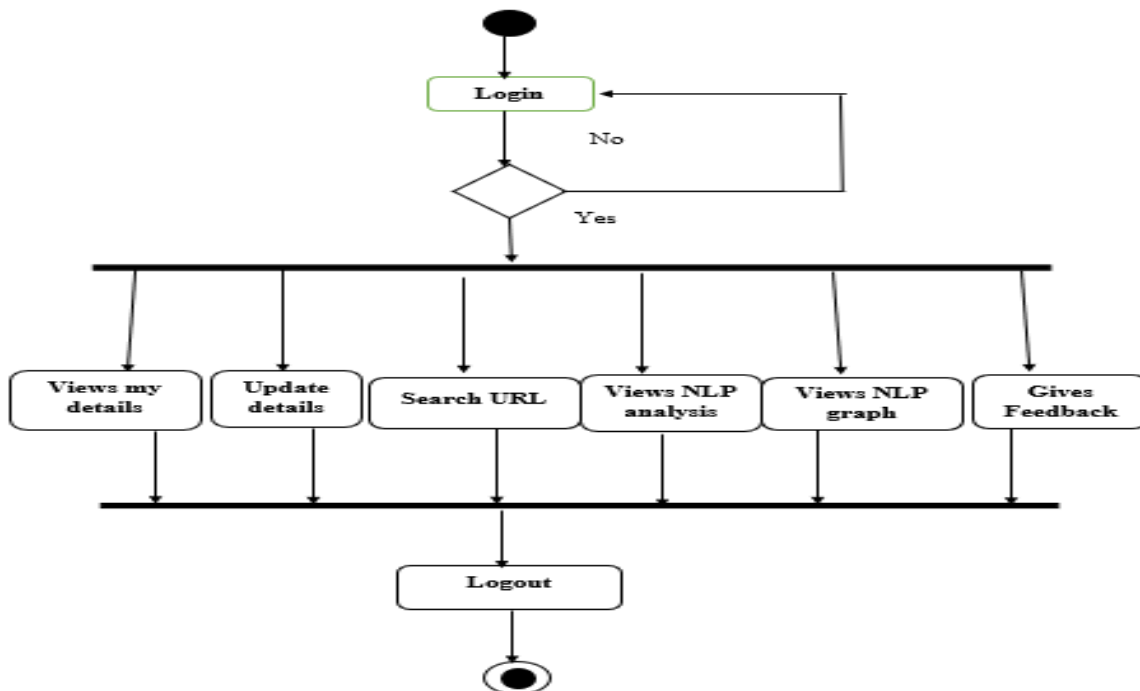 Login
No
Yes
Views my
details
Update
details
Search URL
Views NLP
analysis
Views NLP
graph
Gives
Feedback
Logout